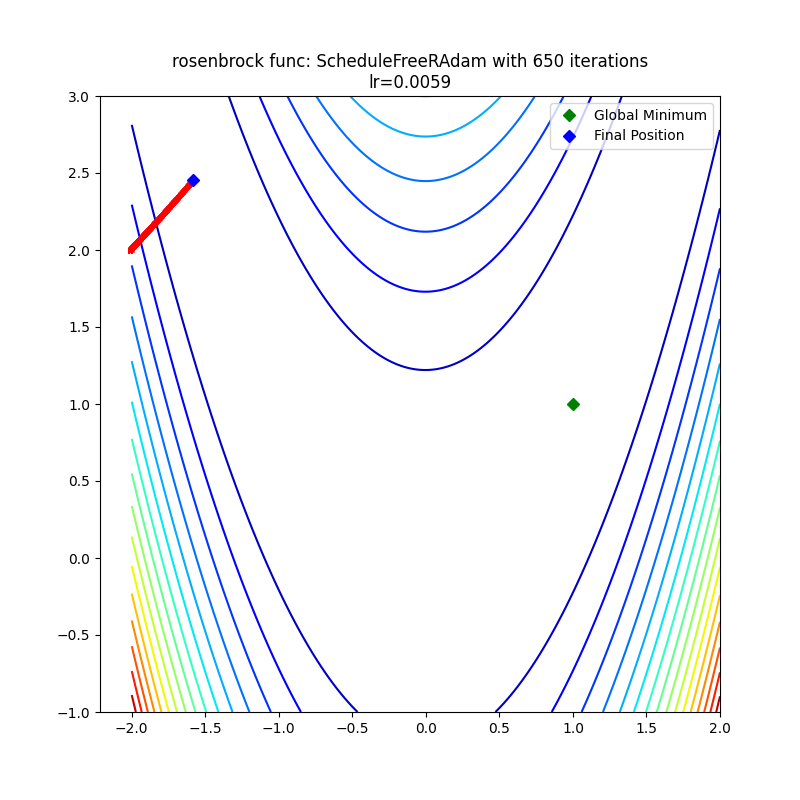 rosenbrock func: ScheduleFreeRAdam with 650 iterations
lr=0.0059
Global Minimum
Final Position
3.0
2.5
2.0
1.5
1.0
0.5
0.0
−0.5
−1.0
−2.0 −1.5 −1.0 −0.5 0.0 0.5 1.0 1.5 2.0